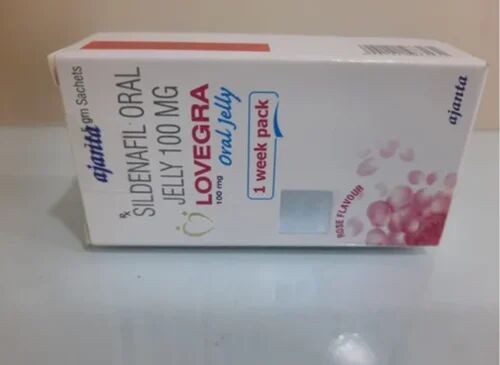 ajanta
gm Sachets
℞
SILDENAFIL ORAL
JELLY 100 MG
LOVEGRA
100 mg
Oral Jelly
1 week pack
ROSE FLAVOUR
ajanta